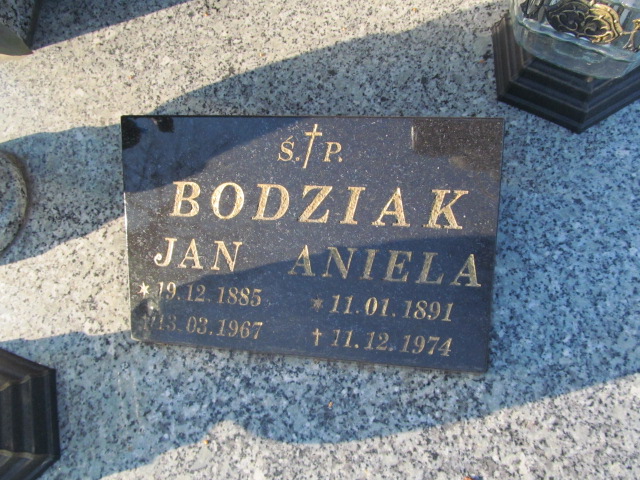 Ś.†P.
BODZIAK
JAN ANIELA
* 19.12.1885 * 11.01.1891
† 13.03.1967 † 11.12.1974